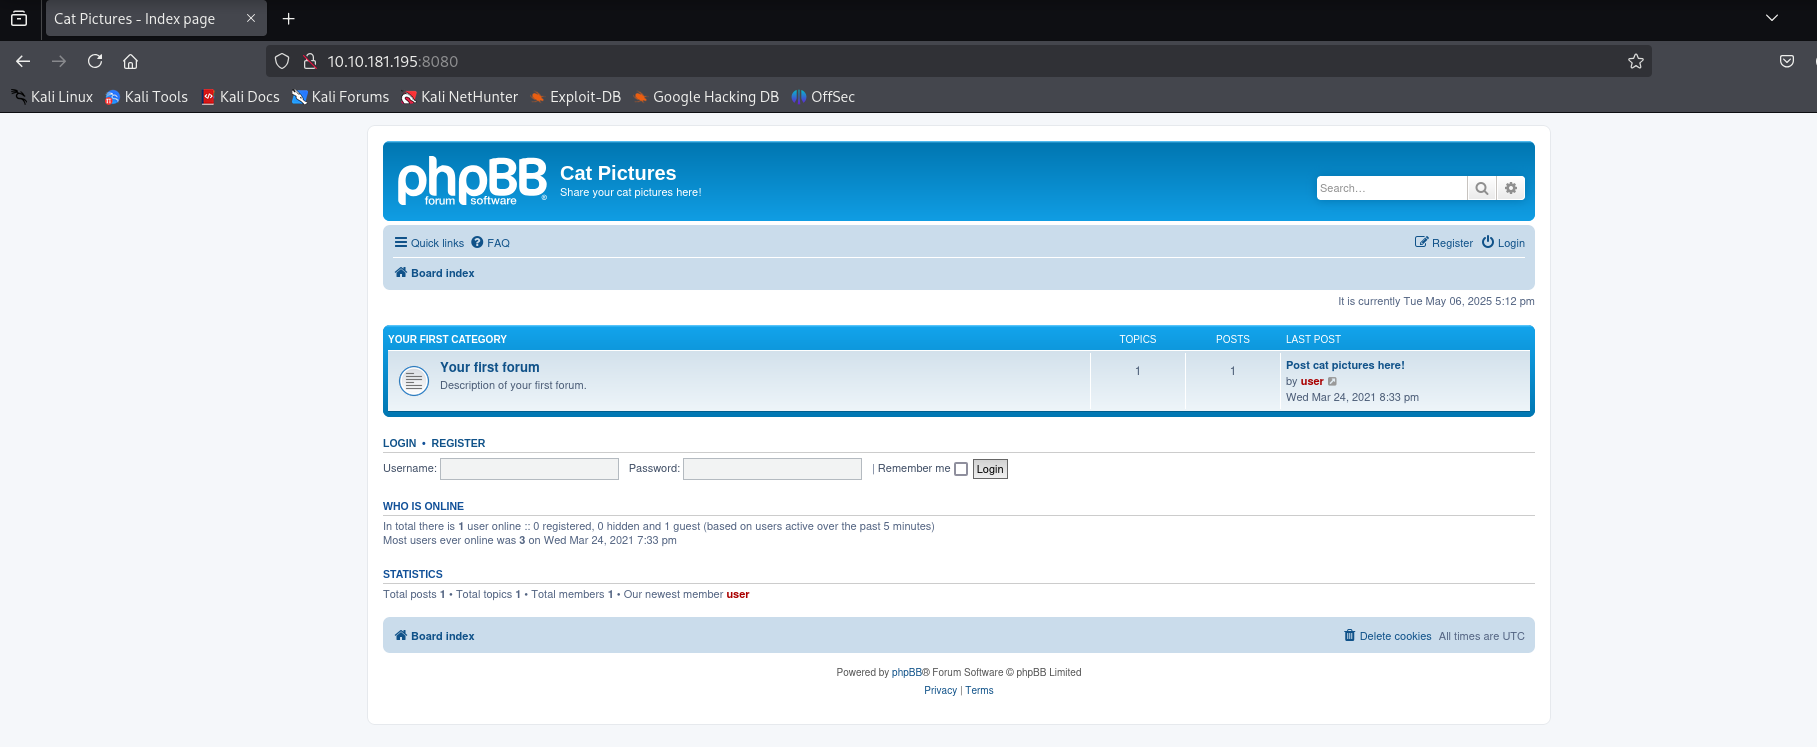 Cat Pictures - Index page
10.10.181.195:8080
Kali Linux Kali Tools Kali Docs Kali Forums Kali NetHunter Exploit-DB Google Hacking DB OffSec
phpBB® forum software
Cat Pictures
Share your cat pictures here!
Search…
Quick links FAQ Register Login
Board index
It is currently Tue May 06, 2025 5:12 pm
YOUR FIRST CATEGORY TOPICS POSTS LAST POST
Your first forum 1 1 Post cat pictures here!
Description of your first forum. by user
Wed Mar 24, 2021 8:33 pm
LOGIN • REGISTER
Username: Password: | Remember me Login
WHO IS ONLINE
In total there is 1 user online :: 0 registered, 0 hidden and 1 guest (based on users active over the past 5 minutes)
Most users ever online was 3 on Wed Mar 24, 2021 7:33 pm
STATISTICS
Total posts 1 • Total topics 1 • Total members 1 • Our newest member user
Board index Delete cookies All times are UTC
Powered by phpBB® Forum Software © phpBB Limited
Privacy | Terms